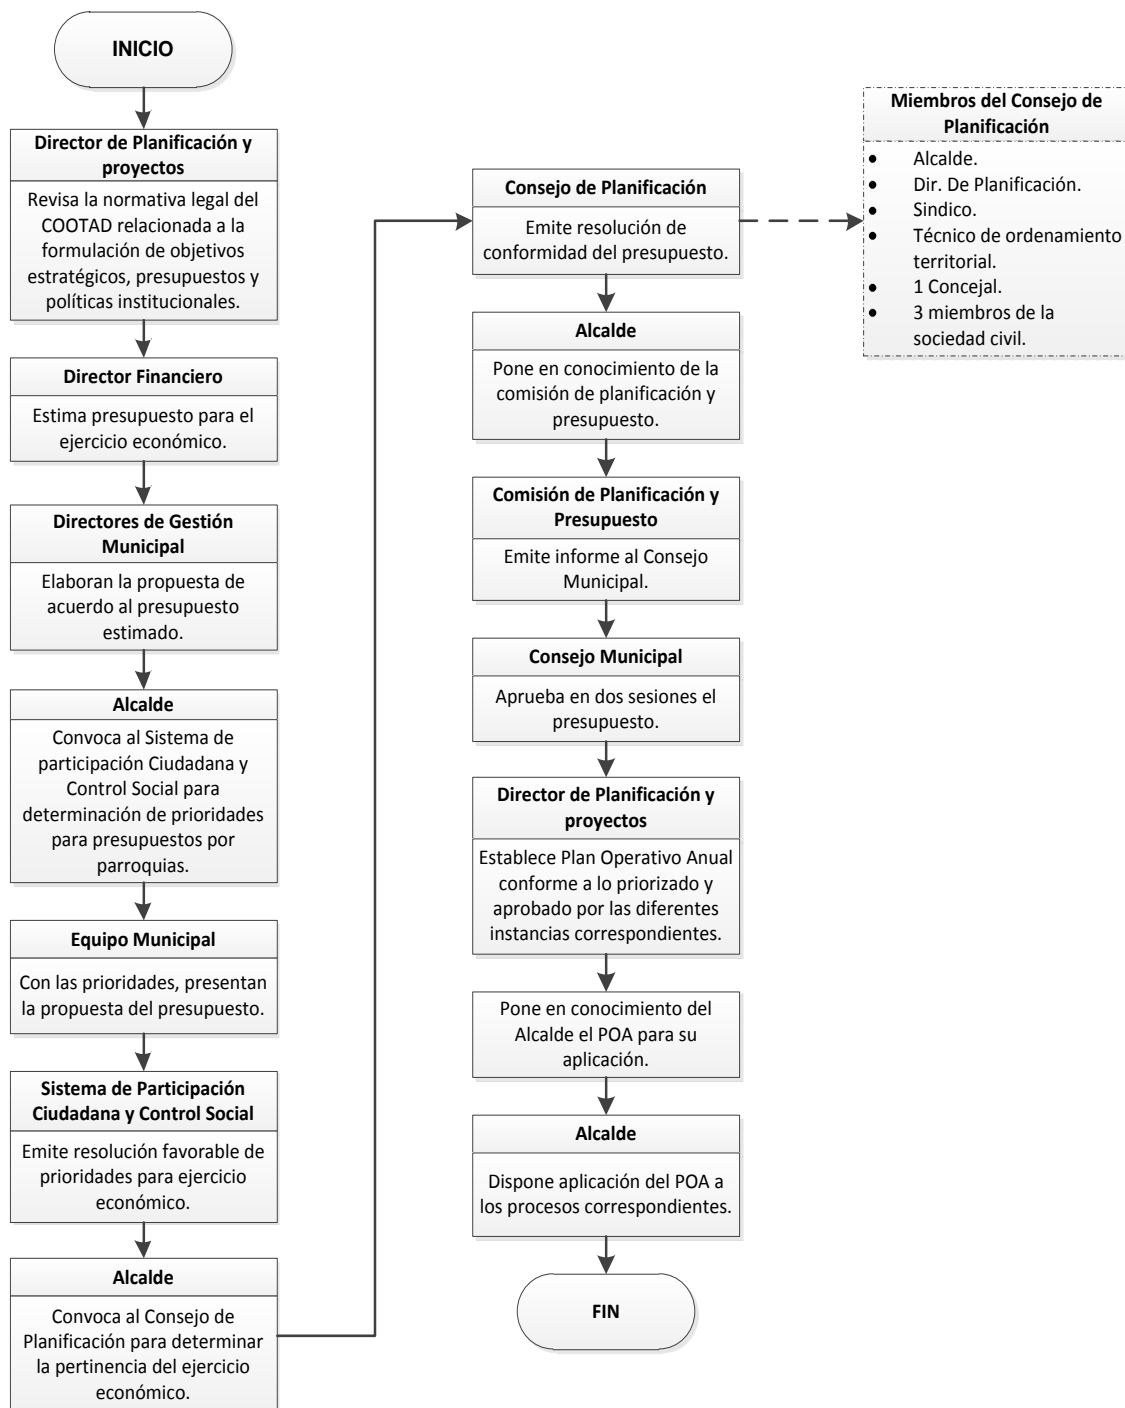 INICIO
Director de Planificación y
proyectos
Revisa la normativa legal del
COOTAD relacionada a la
formulación de objetivos
estratégicos, presupuestos y
políticas institucionales.
Director Financiero
Estima presupuesto para el
ejercicio económico.
Directores de Gestión
Municipal
Elaboran la propuesta de
acuerdo al presupuesto
estimado.
Alcalde
Convoca al Sistema de
participación Ciudadana y
Control Social para
determinación de prioridades
para presupuestos por
parroquias.
Equipo Municipal
Con las prioridades, presentan
la propuesta del presupuesto.
Sistema de Participación
Ciudadana y Control Social
Emite resolución favorable de
prioridades para ejercicio
económico.
Alcalde
Convoca al Consejo de
Planificación para determinar
la pertinencia del ejercicio
económico.
Consejo de Planificación
Emite resolución de
conformidad del presupuesto.
Alcalde
Pone en conocimiento de la
comisión de planificación y
presupuesto.
Comisión de Planificación y
Presupuesto
Emite informe al Consejo
Municipal.
Consejo Municipal
Aprueba en dos sesiones el
presupuesto.
Director de Planificación y
proyectos
Establece Plan Operativo Anual
conforme a lo priorizado y
aprobado por las diferentes
instancias correspondientes.
Pone en conocimiento del
Alcalde el POA para su
aplicación.
Alcalde
Dispone aplicación del POA a
los procesos correspondientes.
FIN
Miembros del Consejo de
Planificación
• Alcalde.
• Dir. De Planificación.
• Sindico.
• Técnico de ordenamiento
territorial.
• 1 Concejal.
• 3 miembros de la
sociedad civil.